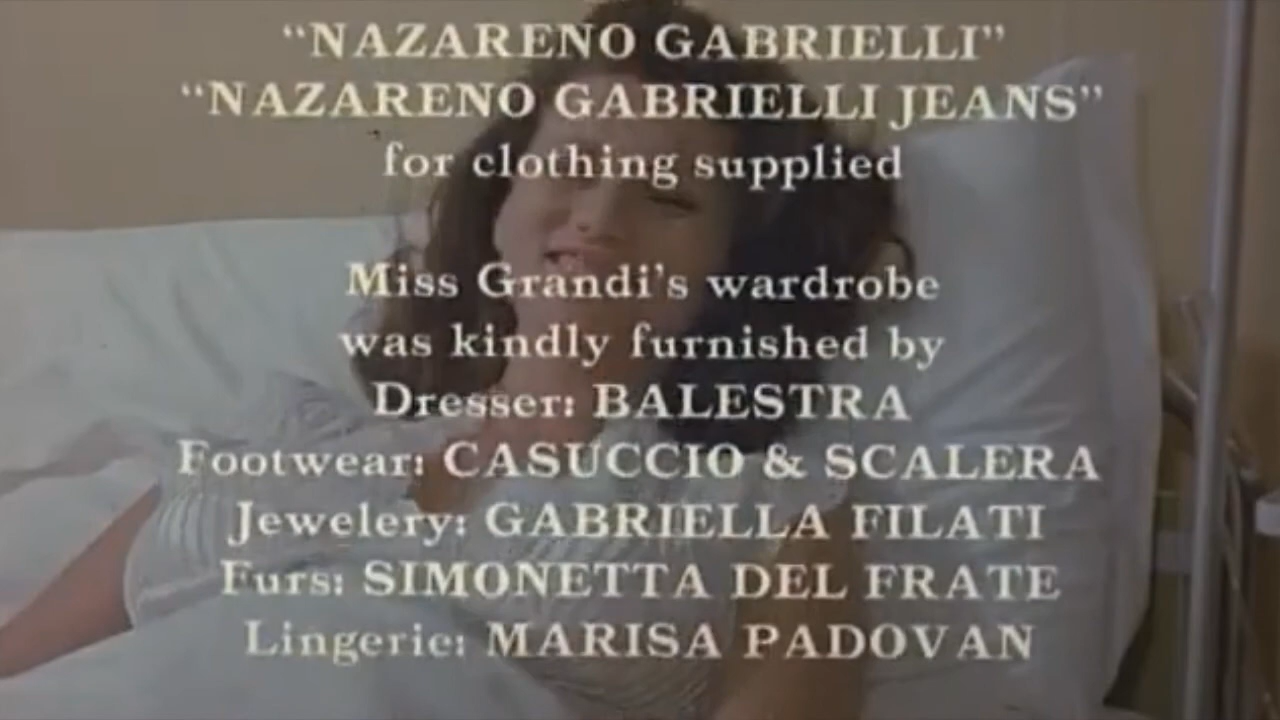 “NAZARENO GABRIELLI”
“NAZARENO GABRIELLI JEANS”
for clothing supplied
Miss Grandi's wardrobe
was kindly furnished by
Dresser: BALESTRA
Footwear: CASUCCIO & SCALERA
Jewelery: GABRIELLA FILATI
Furs: SIMONETTA DEL FRATE
Lingerie: MARISA PADOVAN